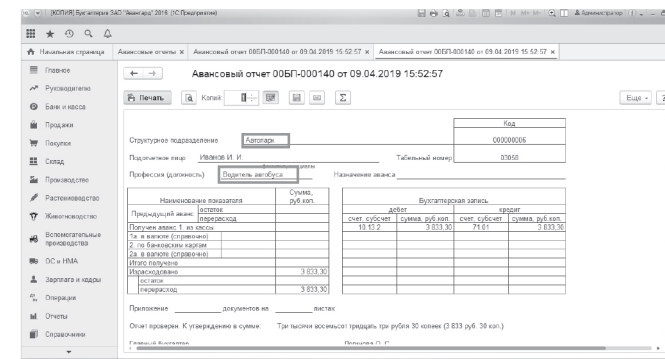 [КОПИЯ] Бухгалтерия ЗАО "Авангард" 2018 (1С:Предприятие)
Администратор
Начальная страница Авансовые отчеты × Авансовый отчет 00БП-000140 от 09.04.2019 15:52:57 × Авансовый отчет 00БП-000140 от 09.04.2019 15:52:57 ×
Главное
Руководителю
Банк и касса
Продажи
Покупки
Склад
Производство
Растениеводство
Животноводство
Вспомогательные
производства
ОС и НМА
Зарплата и кадры
Операции
Отчеты
Справочники
Авансовый отчет 00БП-000140 от 09.04.2019 15:52:57
Печать Копий: 1 Σ Еще
Код
Структурное подразделение Автопарк 000000006
Подотчетное лицо Иванов И. И. Табельный номер 03058
Профессия (должность) Водитель автобуса Назначение аванса
Наименование показателя Сумма,
руб.коп.
Бухгалтерская запись
Предыдущий аванс остаток дебет кредит
перерасход счет, субсчет сумма, руб.коп. счет, субсчет сумма, руб.коп.
Получен аванс 1. из кассы 10.13.2 3 833,30 71.01 3 833,30
1а. в валюте (справочно)
2. по банковским картам
2а. в валюте (справочно)
Итого получено
Израсходовано 3 833,30
остаток
перерасход 3 833,30
Приложение документов на листах
Отчет проверен. К утверждению в сумме: Три тысячи восемьсот тридцать три рубля 30 копеек (3 833 руб. 30 коп.)
Главный бухгалтер